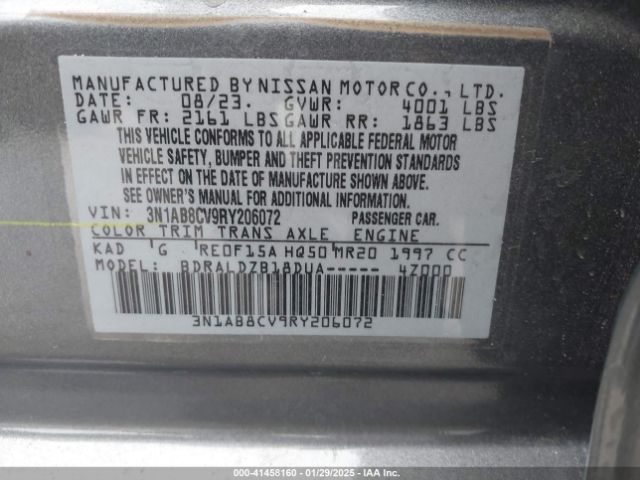 MANUFACTURED BY NISSAN MOTOR CO., LTD.
DATE: 08/23. GVWR: 4001 LBS
GAWR FR: 2161 LBS GAWR RR: 1863 LBS
THIS VEHICLE CONFORMS TO ALL APPLICABLE FEDERAL MOTOR
VEHICLE SAFETY, BUMPER AND THEFT PREVENTION STANDARDS
IN EFFECT ON THE DATE OF MANUFACTURE SHOWN ABOVE.
SEE OWNER'S MANUAL FOR ADDITIONAL INFORMATION.
VIN: 3N1AB8CV9RY206072 PASSENGER CAR.
COLOR TRIM TRANS AXLE ENGINE
KAD 'G RE0F15A HQ50 MR20 1997 CC
MODEL: BDRALDZB18DUA----- 4Z000
3N1AB8CV9RY206072
000-41458160 | 01/29/2025 | IAA Inc.